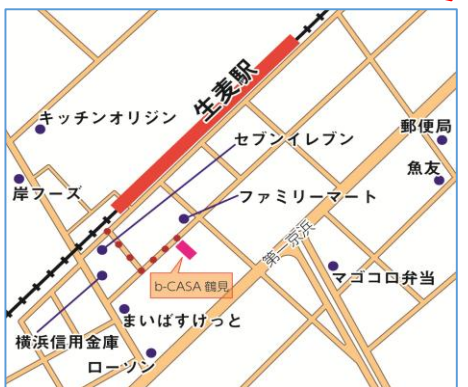 生麦駅
キッチンオリジン
セブンイレブン
郵便局
魚友
岸フーズ
ファミリーマート
第一京浜
b-CASA 鶴見
マゴコロ弁当
まいばすけっと
横浜信用金庫
ローソン